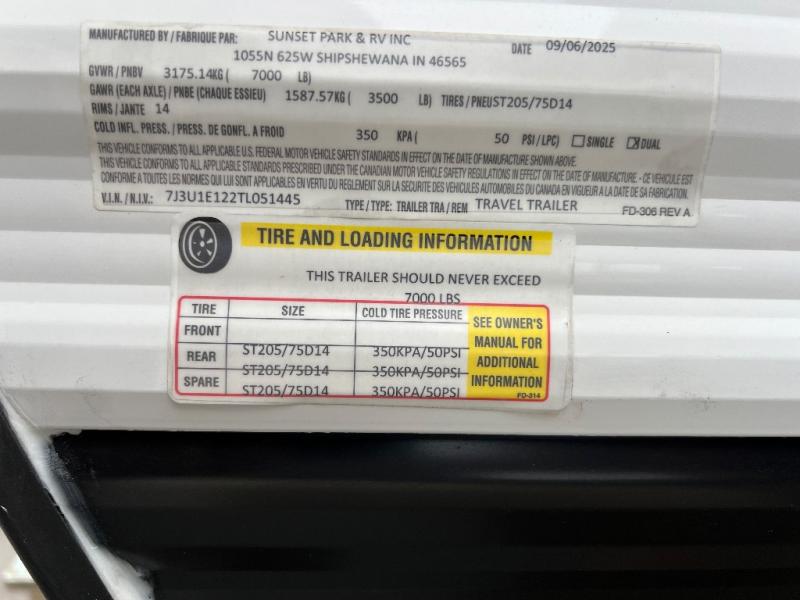 MANUFACTURED BY / FABRIQUE PAR: SUNSET PARK & RV INC DATE 09/06/2025
1055N 625W SHIPSHEWANA IN 46565
GVWR / PNBV 3175.14KG ( 7000 LB)
GAWR (EACH AXLE) / PNBE (CHAQUE ESSIEU) 1587.57KG ( 3500 LB) TIRES / PNEU ST205/75D14
RIMS / JANTE 14
COLD INFL. PRESS. / PRESS. DE GONFL. A FROID 350 KPA ( 50 PSI / LPC) SINGLE DUAL
THIS VEHICLE CONFORMS TO ALL APPLICABLE U.S. FEDERAL MOTOR VEHICLE SAFETY STANDARDS IN EFFECT ON THE DATE OF MANUFACTURE SHOWN ABOVE.
THIS VEHICLE CONFORMS TO ALL APPLICABLE STANDARDS PRESCRIBED UNDER THE CANADIAN MOTOR VEHICLE SAFETY REGULATIONS IN EFFECT ON THE DATE OF MANUFACTURE. - CE VEHICULE EST
CONFORME A TOUTES LES NORMES QUI LUI SONT APPLICABLES EN VERTU DU REGLEMENT SUR LA SECURITE DES VEHICULES AUTOMOBILES DU CANADA EN VIGUEUR A LA DATE DE SA FABRICATION.
V.I.N. / N.I.V.: 7J3U1E122TL051445 TYPE / TYPE: TRAILER TRA / REM TRAVEL TRAILER FD-306 REV A
TIRE AND LOADING INFORMATION
THIS TRAILER SHOULD NEVER EXCEED
7000 LBS
TIRE SIZE COLD TIRE PRESSURE
FRONT ST205/75D14 350KPA/50PSI
REAR ST205/75D14 350KPA/50PSI
SPARE ST205/75D14 350KPA/50PSI
SEE OWNER'S
MANUAL FOR
ADDITIONAL
INFORMATION
FD-314